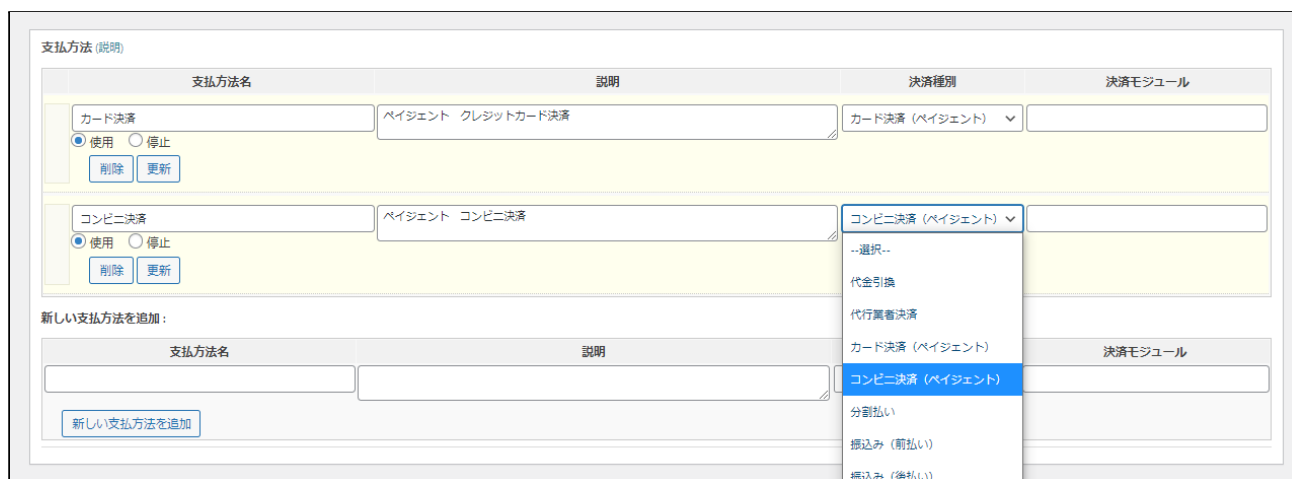 支払方法 (説明)
支払方法名 説明 決済種別 決済モジュール
カード決済 ペイジェント クレジットカード決済 カード決済（ペイジェント）
使用 停止
削除 更新
コンビニ決済 ペイジェント コンビニ決済 コンビニ決済（ペイジェント）
使用 停止
削除 更新
--選択--
代金引換
代行業者決済
カード決済（ペイジェント）
コンビニ決済（ペイジェント）
分割払い
振込み（前払い）
振込み（後払い）
新しい支払方法を追加 :
支払方法名 説明 決済モジュール
新しい支払方法を追加